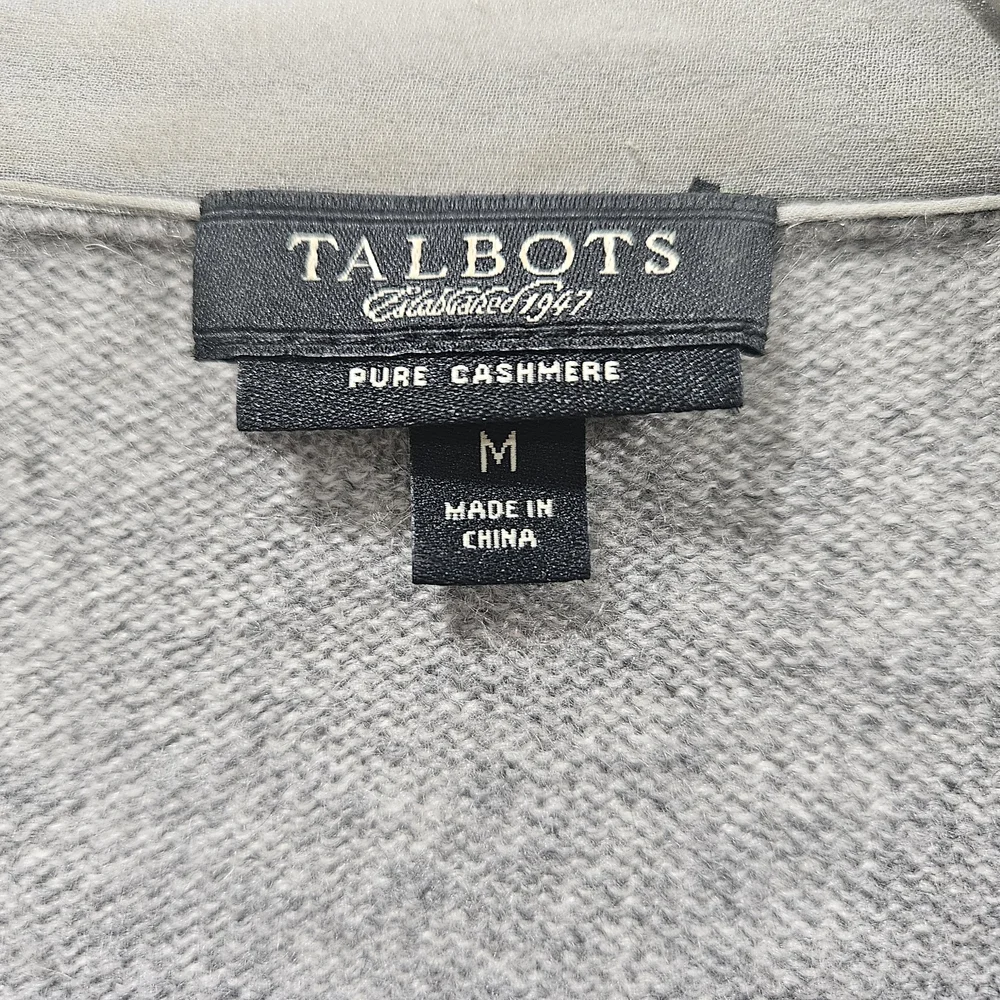 TALBOTS
Established 1947
PURE CASHMERE
M
MADE IN
CHINA